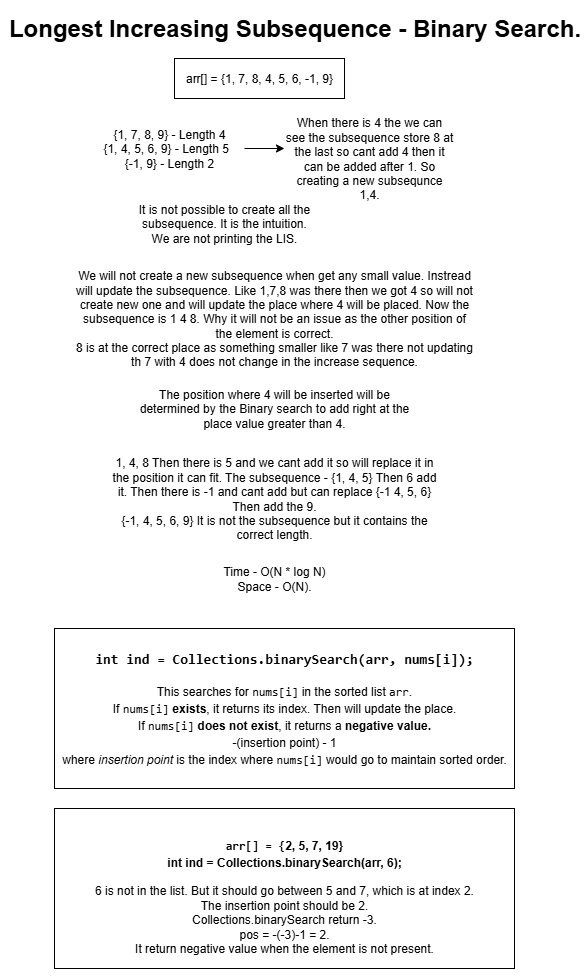 Longest Increasing Subsequence - Binary Search.
arr[] = {1, 7, 8, 4, 5, 6, -1, 9}
{1, 7, 8, 9} - Length 4
{1, 4, 5, 6, 9} - Length 5
{-1, 9} - Length 2
When there is 4 the we can
see the subsequence store 8 at
the last so cant add 4 then it
can be added after 1. So
creating a new subsequnce
1,4.
It is not possible to create all the
subsequence. It is the intuition.
We are not printing the LIS.
We will not create a new subsequence when get any small value. Instread
will update the subsequence. Like 1,7,8 was there then we got 4 so will not
create new one and will update the place where 4 will be placed. Now the
subsequence is 1 4 8. Why it will not be an issue as the other position of
the element is correct.
8 is at the correct place as something smaller like 7 was there not updating
th 7 with 4 does not change in the increase sequence.
The position where 4 will be inserted will be
determined by the Binary search to add right at the
place value greater than 4.
1, 4, 8 Then there is 5 and we cant add it so will replace it in
the position it can fit. The subsequence - {1, 4, 5} Then 6 add
it. Then there is -1 and cant add but can replace {-1 4, 5, 6}
Then add the 9.
{-1, 4, 5, 6, 9} It is not the subsequence but it contains the
correct length.
Time - O(N * log N)
Space - O(N).
int ind = Collections.binarySearch(arr, nums[i]);
This searches for nums[i] in the sorted list arr.
If nums[i] exists, it returns its index. Then will update the place.
If nums[i] does not exist, it returns a negative value.
-(insertion point) - 1
where insertion point is the index where nums[i] would go to maintain sorted order.
arr[] = {2, 5, 7, 19}
int ind = Collections.binarySearch(arr, 6);
6 is not in the list. But it should go between 5 and 7, which is at index 2.
The insertion point should be 2.
Collections.binarySearch return -3.
pos = -(-3)-1 = 2.
It return negative value when the element is not present.